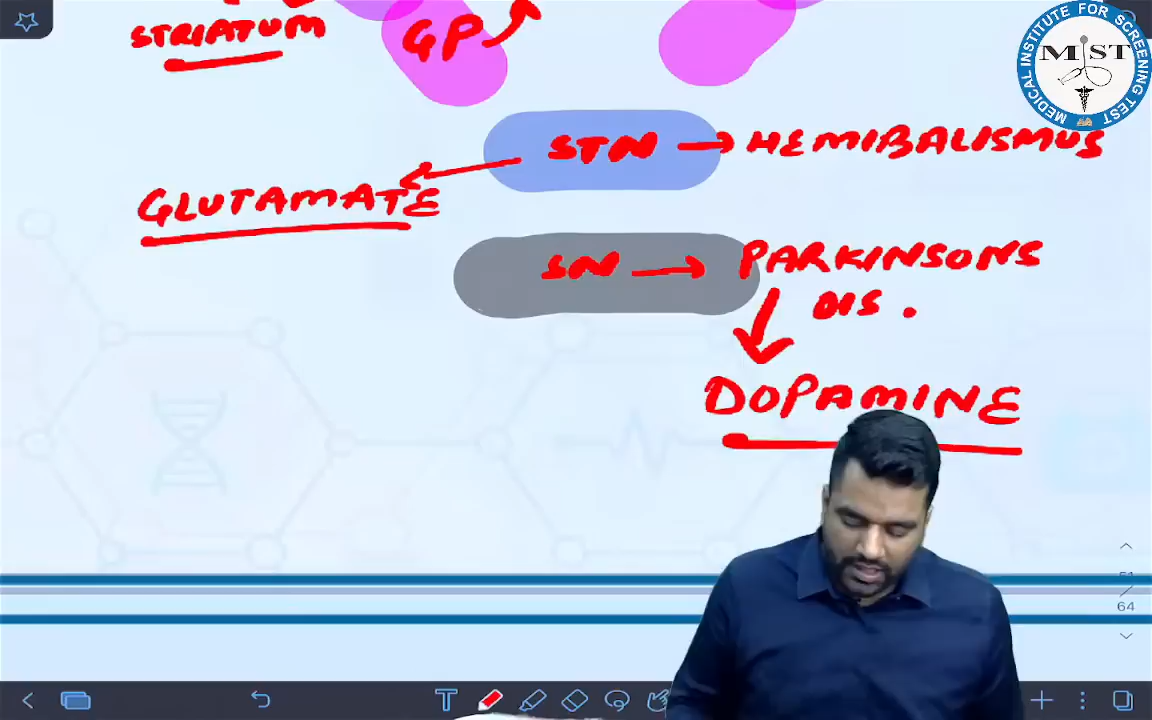 STRIATUM
GP
MEDICAL INSTITUTE FOR SCREENING TEST
MIST
STN → HEMIBALISMUS
GLUTAMATE
SN → PARKINSONS
DIS.
DOPAMINE
64
T